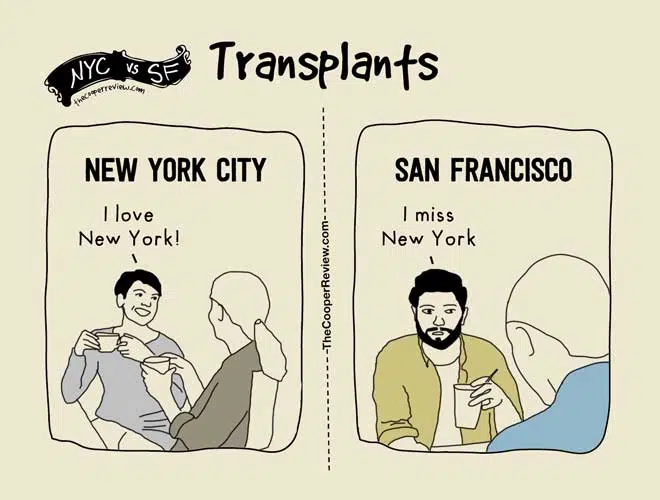 NYC vs SF
thecooperreview.com
Transplants
NEW YORK CITY
I love
New York!
SAN FRANCISCO
I miss
New York
TheCooperReview.com